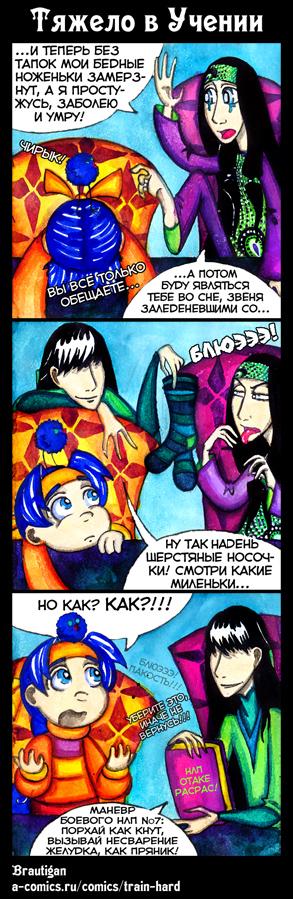 Тяжело в Учении
...И ТЕПЕРЬ БЕЗ
ТАПОК МОИ БЕДНЫЕ
НОЖЕНЬКИ ЗАМЕРЗ-
НУТ, А Я ПРОСТУ-
ЖУСЬ, ЗАБОЛЕЮ
И УМРУ!
ЧИРЫК!
ВЫ ВСЁ ТОЛЬКО
ОБЕЩАЕТЕ...
...А ПОТОМ
БУДУ ЯВЛЯТЬСЯ
ТЕБЕ ВО СНЕ, ЗВЕНЯ
ЗАЛЕДЕНЕВШИМИ СО...
БЛЮЭЭЭ!
НУ ТАК НАДЕНЬ
ШЕРСТЯНЫЕ НОСОЧ-
КИ! СМОТРИ КАКИЕ
МИЛЕНЬКИ...
НО КАК? КАК?!!!
БЛЮЭЭЭ!
ПАКОСТЬ!!!
УБЕРИТЕ ЭТО,
ИНАЧЕ НЕ
ВЕРНУСЬ!!!
НЛП
ОТАКЕ
РАСРАС!
МАНЕВР
БОЕВОГО НЛП №7:
ПОРХАЙ КАК КНУТ,
ВЫЗЫВАЙ НЕСВАРЕНИЕ
ЖЕЛУДКА, КАК ПРЯНИК!
Brautigan
a-comics.ru/comics/train-hard